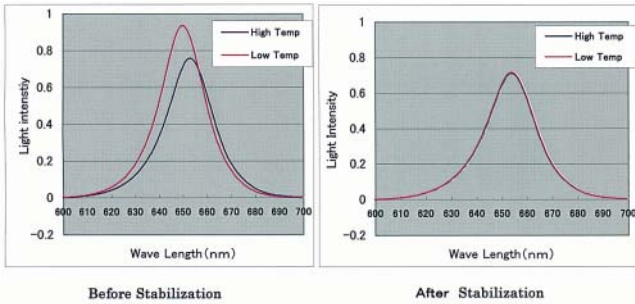 1
0.8
0.6
0.4
0.2
0
-0.2
Light intenstiy
High Temp
Low Temp
600 610 620 630 640 650 660 670 680 690 700
Wave Length(nm)
Before Stabilization
1
0.8
0.6
0.4
0.2
0
-0.2
Light Intensity
High Temp
Low Temp
600 610 620 630 640 650 660 670 680 690 700
Wave Length(nm)
After Stabilization